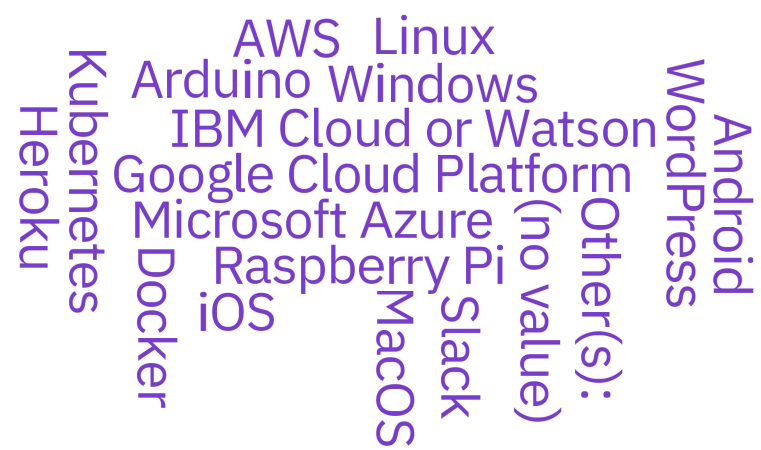 AWS
Linux
Arduino
Windows
IBM Cloud or Watson
Google Cloud Platform
Microsoft Azure
Raspberry Pi
iOS
Heroku
Kubernetes
Docker
MacOS
Slack
(no value)
Other(s):
WordPress
Android